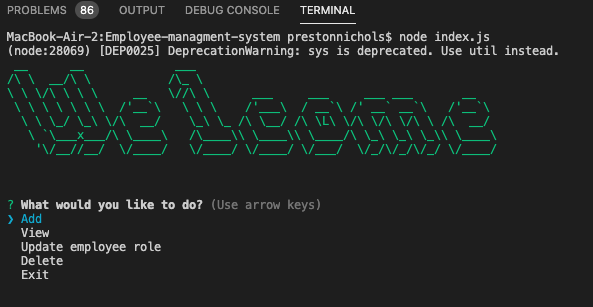 PROBLEMS 86 OUTPUT DEBUG CONSOLE TERMINAL
MacBook-Air-2:Employee-managment-system prestonnichols$ node index.js
(node:28069) [DEP0025] DeprecationWarning: sys is deprecated. Use util instead.
Welcome
? What would you like to do? (Use arrow keys)
❯ Add
View
Update employee role
Delete
Exit